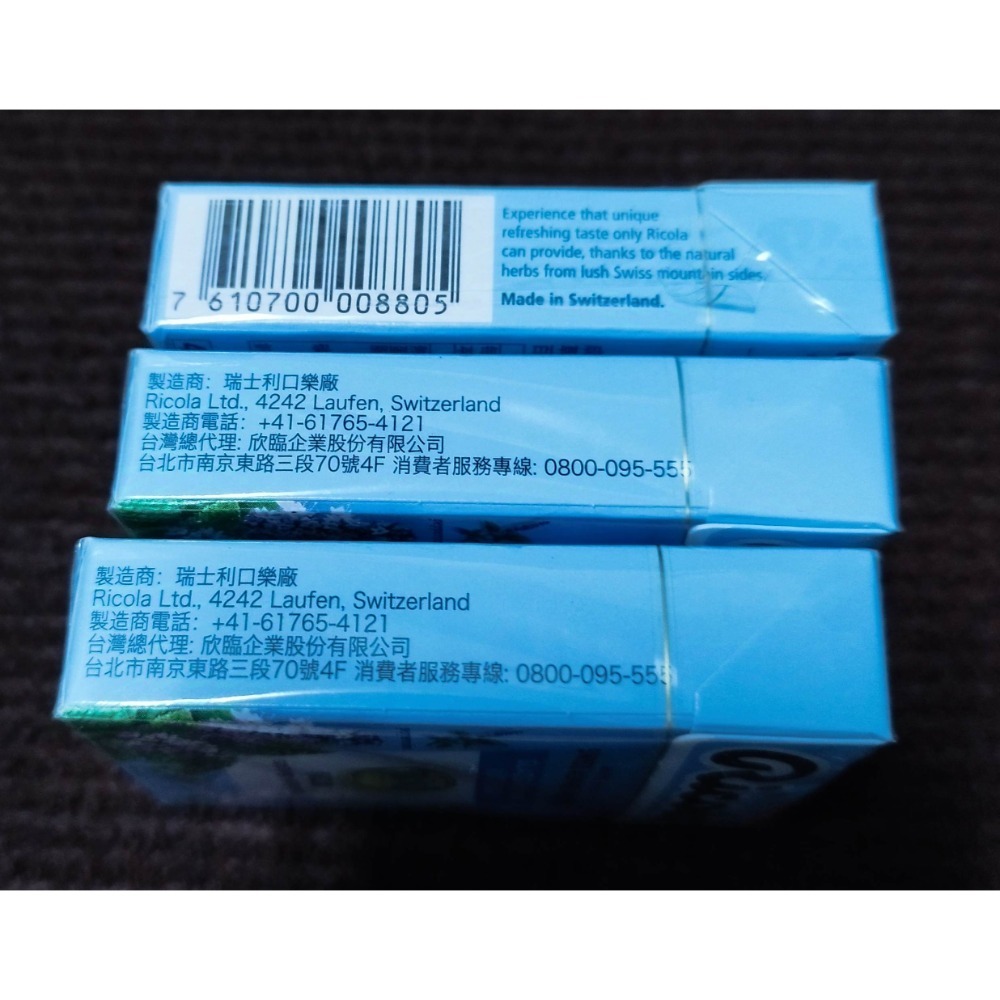 7 610700 008805
Experience that unique
refreshing taste only Ricola
can provide, thanks to the natural
herbs from lush Swiss mountain sides.
Made in Switzerland.
製造商: 瑞士利口樂廠
Ricola Ltd., 4242 Laufen, Switzerland
製造商電話: +41-61765-4121
台灣總代理: 欣臨企業股份有限公司
台北市南京東路三段70號4F 消費者服務專線: 0800-095-555
製造商: 瑞士利口樂廠
Ricola Ltd., 4242 Laufen, Switzerland
製造商電話: +41-61765-4121
台灣總代理: 欣臨企業股份有限公司
台北市南京東路三段70號4F 消費者服務專線: 0800-095-555